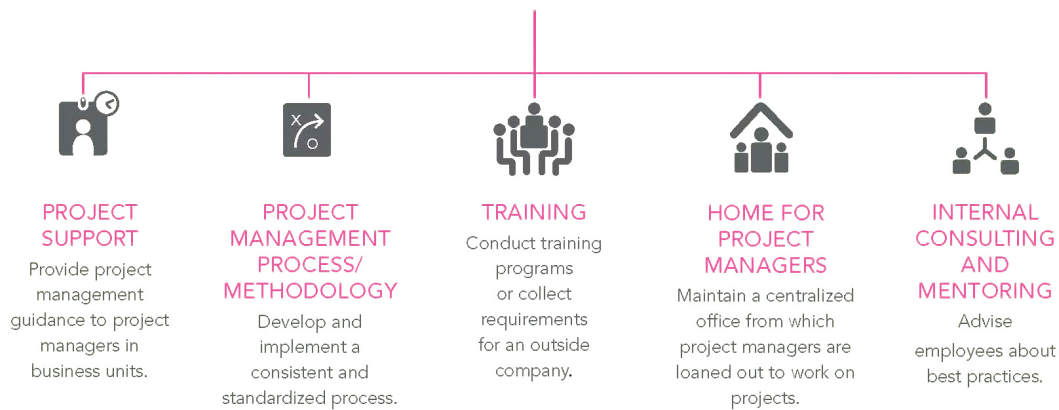 PROJECT
SUPPORT
Provide project
management
guidance to project
managers in
business units.
PROJECT
MANAGEMENT
PROCESS/
METHODOLOGY
Develop and
implement a
consistent and
standardized process.
TRAINING
Conduct training
programs
or collect
requirements
for an outside
company.
HOME FOR
PROJECT
MANAGERS
Maintain a centralized
office from which
project managers are
loaned out to work on
projects.
INTERNAL
CONSULTING
AND
MENTORING
Advise
employees about
best practices.